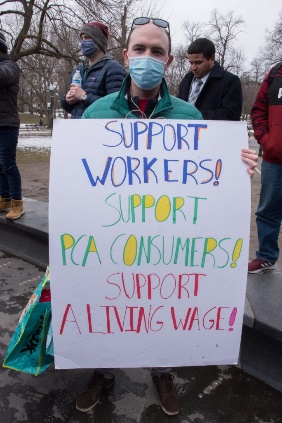 SUPPORT
WORKERS!
SUPPORT
PCA CONSUMERS!
SUPPORT
A LIVING WAGE!